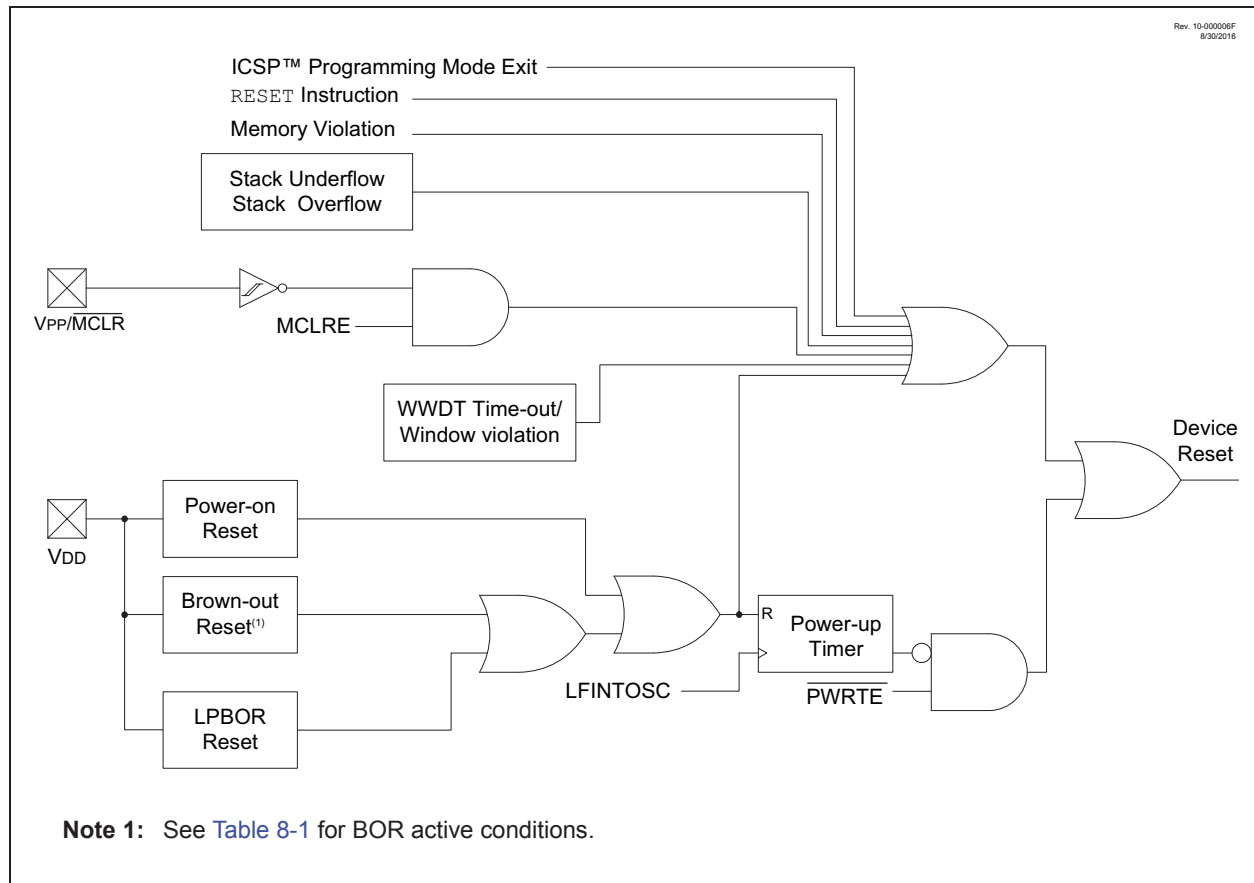 Rev. 10-000006F
8/30/2016
ICSP™ Programming Mode Exit
RESET Instruction
Memory Violation
Stack Underflow
Stack Overflow
VPP/MCLR
MCLRE
WWDT Time-out/
Window violation
Device
Reset
VDD
Power-on
Reset
Brown-out
Reset(1)
LPBOR
Reset
R
Power-up
Timer
LFINTOSC
PWRTE
Note 1: See Table 8-1 for BOR active conditions.